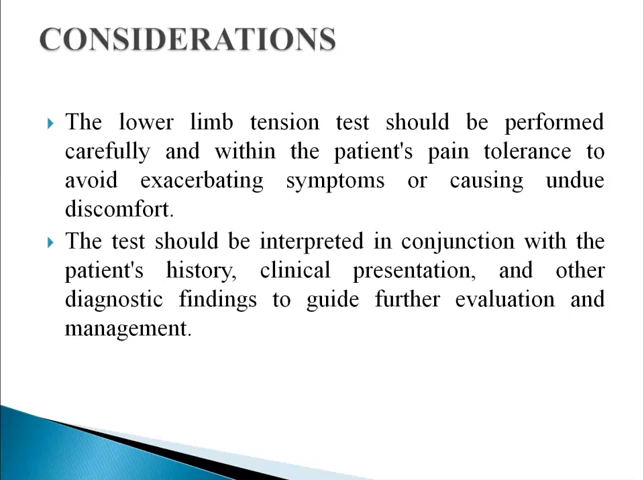 CONSIDERATIONS
The lower limb tension test should be performed
carefully and within the patient's pain tolerance to
avoid exacerbating symptoms or causing undue
discomfort.
The test should be interpreted in conjunction with the
patient's history, clinical presentation, and other
diagnostic findings to guide further evaluation and
management.